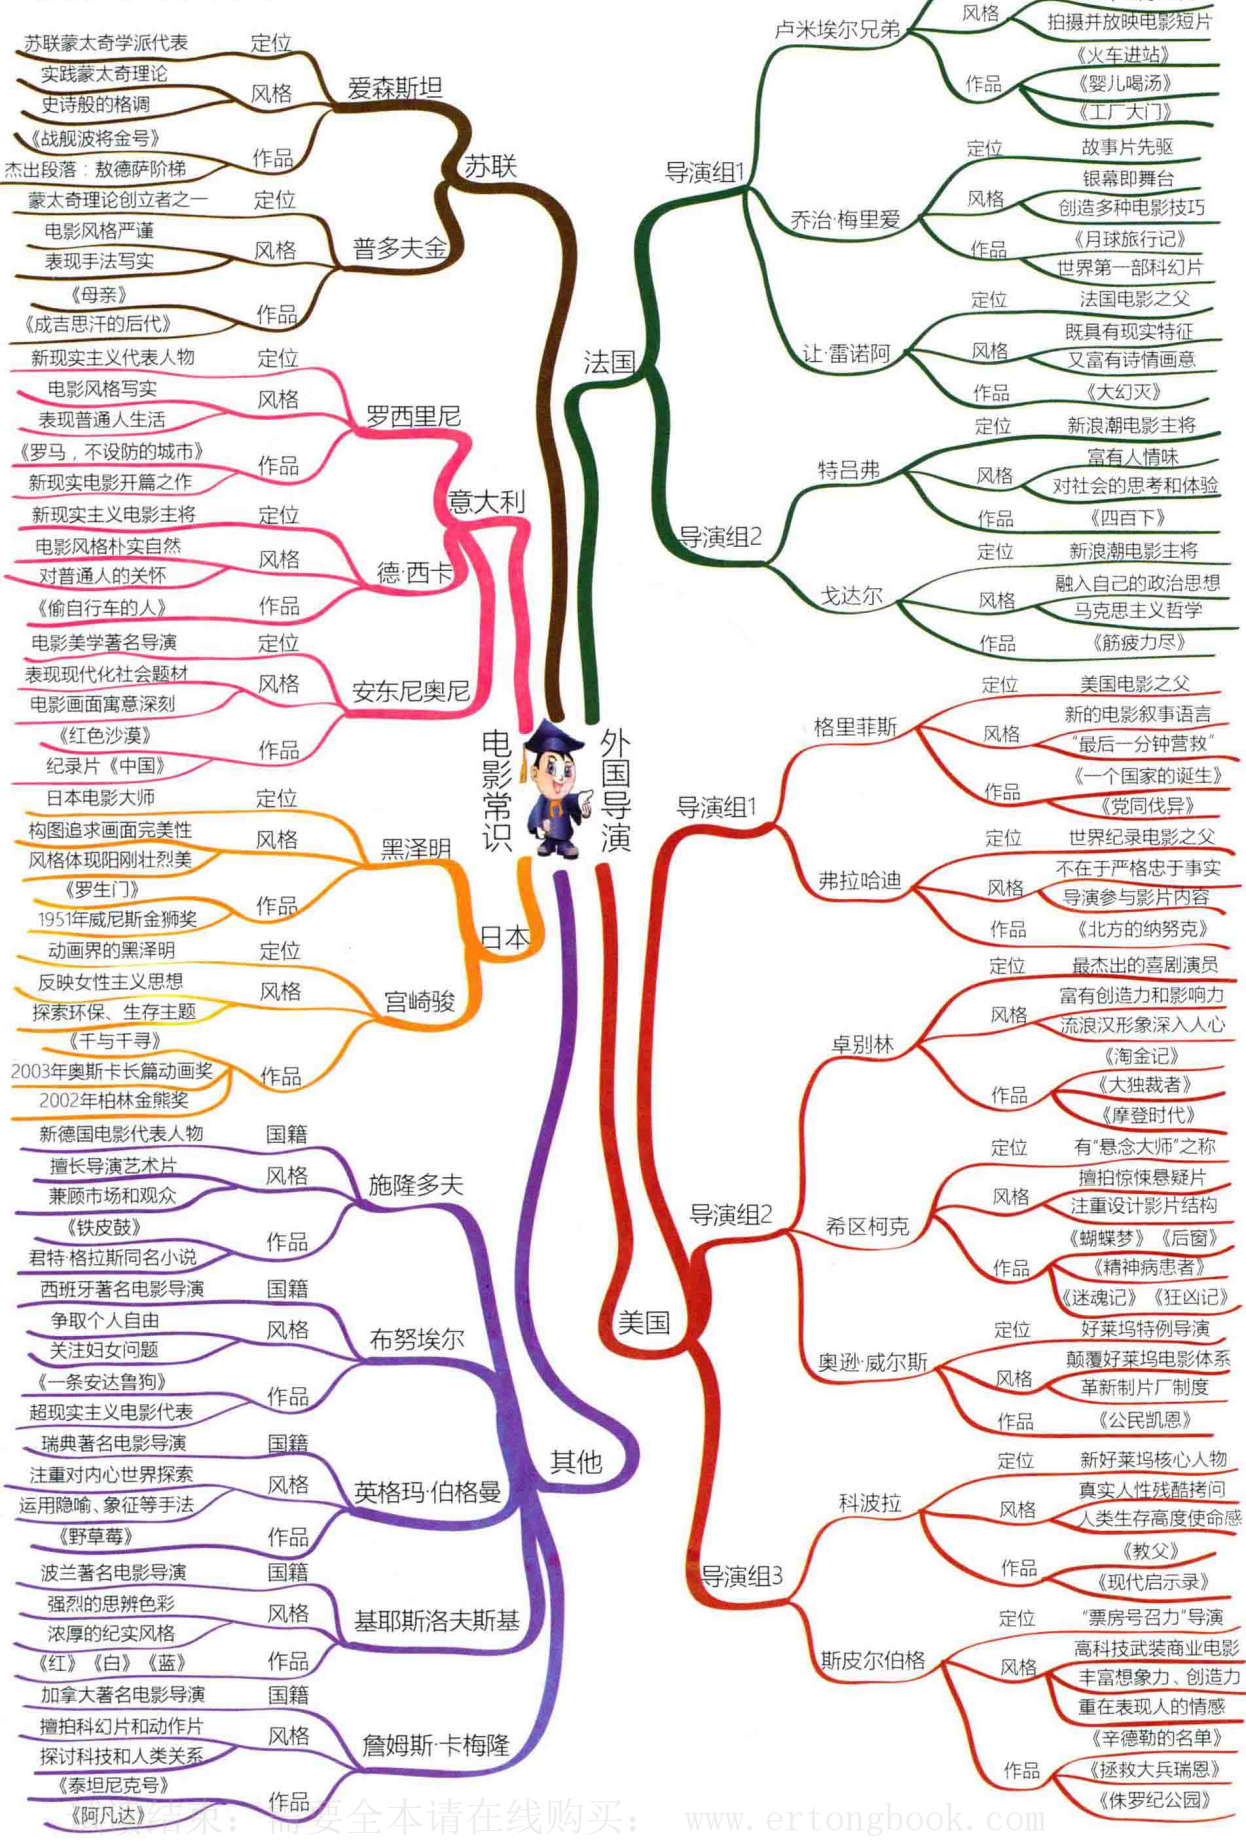 电影常识
外国导演
苏联
爱森斯坦
定位
苏联蒙太奇学派代表
风格
实践蒙太奇理论
史诗般的格调
作品
《战舰波将金号》
杰出段落：敖德萨阶梯
普多夫金
定位
蒙太奇理论创立者之一
风格
电影风格严谨
表现手法写实
作品
《母亲》
《成吉思汗的后代》
意大利
罗西里尼
定位
新现实主义代表人物
风格
电影风格写实
表现普通人生活
作品
《罗马，不设防的城市》
新现实电影开篇之作
德·西卡
定位
新现实主义电影主将
风格
电影风格朴实自然
对普通人的关怀
作品
《偷自行车的人》
安东尼奥尼
定位
电影美学著名导演
风格
表现现代化社会题材
电影画面寓意深刻
作品
《红色沙漠》
纪录片《中国》
日本
黑泽明
定位
日本电影大师
风格
构图追求画面完美性
风格体现阳刚壮烈美
作品
《罗生门》
1951年威尼斯金狮奖
宫崎骏
定位
动画界的黑泽明
风格
反映女性主义思想
探索环保、生存主题
作品
《千与千寻》
2003年奥斯卡长篇动画奖
2002年柏林金熊奖
其他
施隆多夫
国籍
新德国电影代表人物
风格
擅长导演艺术片
兼顾市场和观众
作品
《铁皮鼓》
君特·格拉斯同名小说
布努埃尔
国籍
西班牙著名电影导演
风格
争取个人自由
关注妇女问题
作品
《一条安达鲁狗》
超现实主义电影代表
英格玛·伯格曼
国籍
瑞典著名电影导演
风格
注重对内心世界探索
运用隐喻、象征等手法
作品
《野草莓》
基耶斯洛夫斯基
国籍
波兰著名电影导演
风格
强烈的思辨色彩
浓厚的纪实风格
作品
《红》《白》《蓝》
詹姆斯·卡梅隆
国籍
加拿大著名电影导演
风格
擅拍科幻片和动作片
探讨科技和人类关系
作品
《泰坦尼克号》
《阿凡达》
法国
导演组1
卢米埃尔兄弟
风格
拍摄并放映电影短片
作品
《火车进站》
《婴儿喝汤》
《工厂大门》
乔治·梅里爱
定位
故事片先驱
风格
银幕即舞台
创造多种电影技巧
作品
《月球旅行记》
世界第一部科幻片
让·雷诺阿
定位
法国电影之父
风格
既具有现实特征
又富有诗情画意
作品
《大幻灭》
导演组2
特吕弗
定位
新浪潮电影主将
风格
富有人情味
对社会的思考和体验
作品
《四百下》
戈达尔
定位
新浪潮电影主将
风格
融入自己的政治思想
马克思主义哲学
作品
《筋疲力尽》
美国
导演组1
格里菲斯
定位
美国电影之父
风格
新的电影叙事语言
“最后一分钟营救”
作品
《一个国家的诞生》
《党同伐异》
弗拉哈迪
定位
世界纪录电影之父
风格
不在于严格忠于事实
导演参与影片内容
作品
《北方的纳努克》
导演组2
卓别林
定位
最杰出的喜剧演员
风格
富有创造力和影响力
流浪汉形象深入人心
作品
《淘金记》
《大独裁者》
《摩登时代》
希区柯克
定位
有“悬念大师”之称
风格
擅拍惊悚悬疑片
注重设计影片结构
作品
《蝴蝶梦》《后窗》
《精神病患者》
《迷魂记》《狂凶记》
奥逊·威尔斯
定位
好莱坞特例导演
风格
颠覆好莱坞电影体系
革新制片厂制度
作品
《公民凯恩》
导演组3
科波拉
定位
新好莱坞核心人物
风格
真实人性残酷拷问
人类生存高度使命感
作品
《教父》
《现代启示录》
斯皮尔伯格
定位
“票房号召力”导演
风格
高科技武装商业电影
丰富想象力、创造力
重在表现人的情感
作品
《辛德勒的名单》
《拯救大兵瑞恩》
《侏罗纪公园》
结束：需要全本请在线购买： www.ertongbook.com